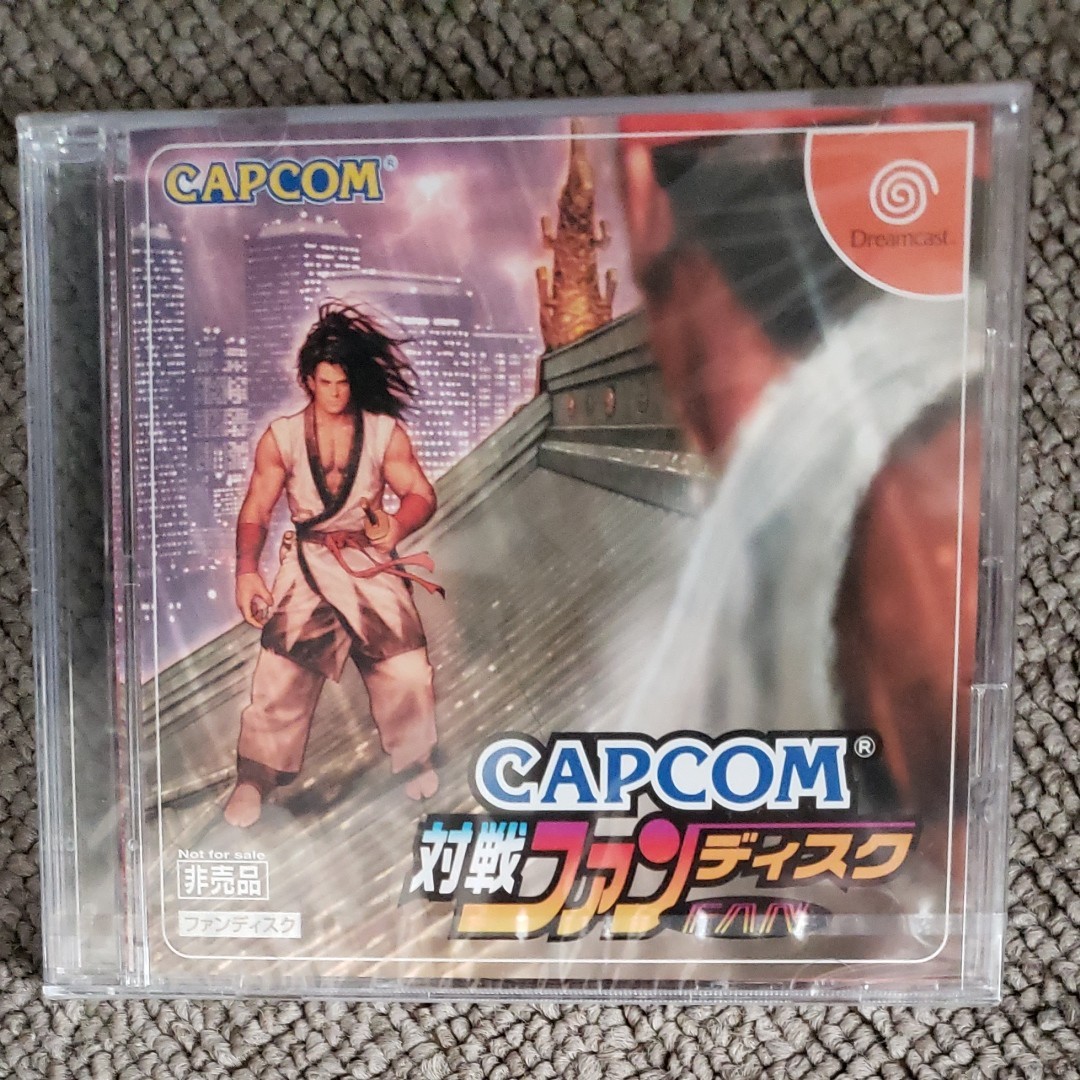 CAPCOM®
Dreamcast
CAPCOM®
対戦ファンディスク
FAN
Not for sale
非売品
ファンディスク